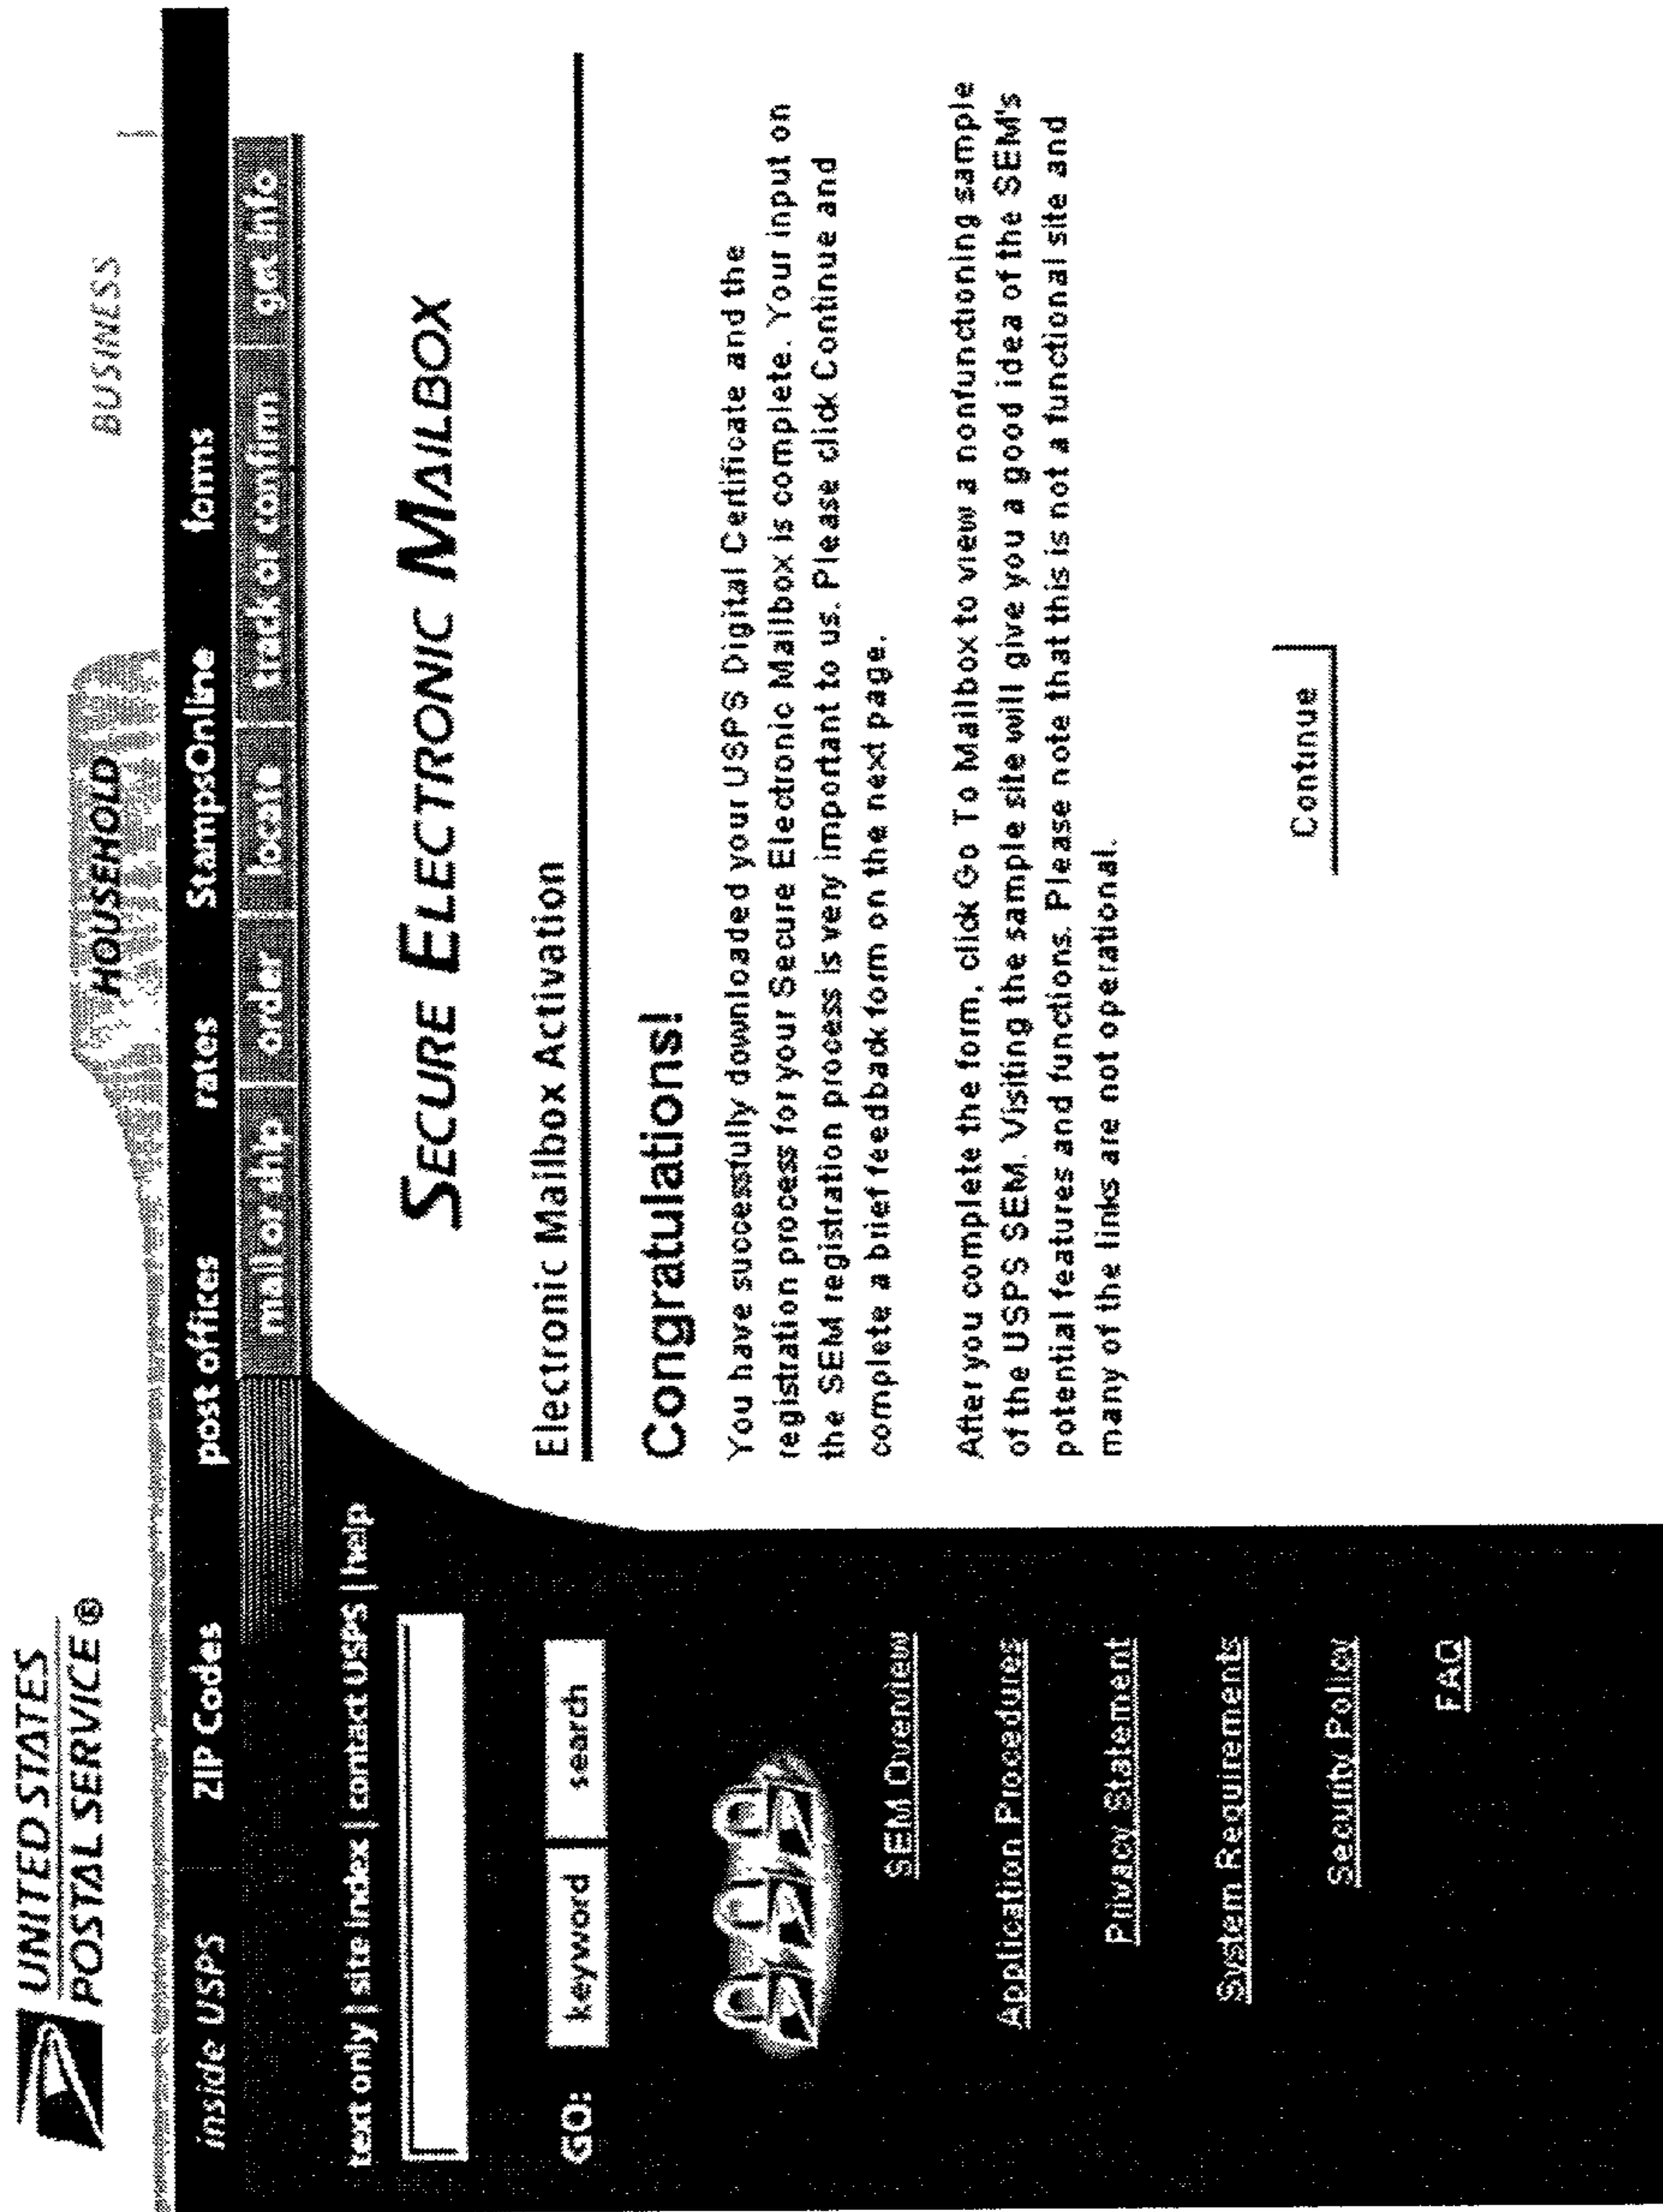 UNITED STATES
POSTAL SERVICE ®
HOUSEHOLD
BUSINESS
inside USPS ZIP Codes post offices rates StampsOnline forms
mail or ship order locate track or confirm get info
text only | site index | contact USPS | help
GO: keyword search
SEM Overview
Application Procedures
Privacy Statement
System Requirements
Security Policy
FAQ
SECURE ELECTRONIC MAILBOX
Electronic Mailbox Activation
Congratulations!
You have successfully downloaded your USPS Digital Certificate and the
registration process for your Secure Electronic Mailbox is complete. Your input on
the SEM registration process is very important to us. Please click Continue and
complete a brief feedback form on the next page.
After you complete the form, click Go To Mailbox to view a nonfunctioning sample
of the USPS SEM. Visiting the sample site will give you a good idea of the SEM's
potential features and functions. Please note that this is not a functional site and
many of the links are not operational.
Continue